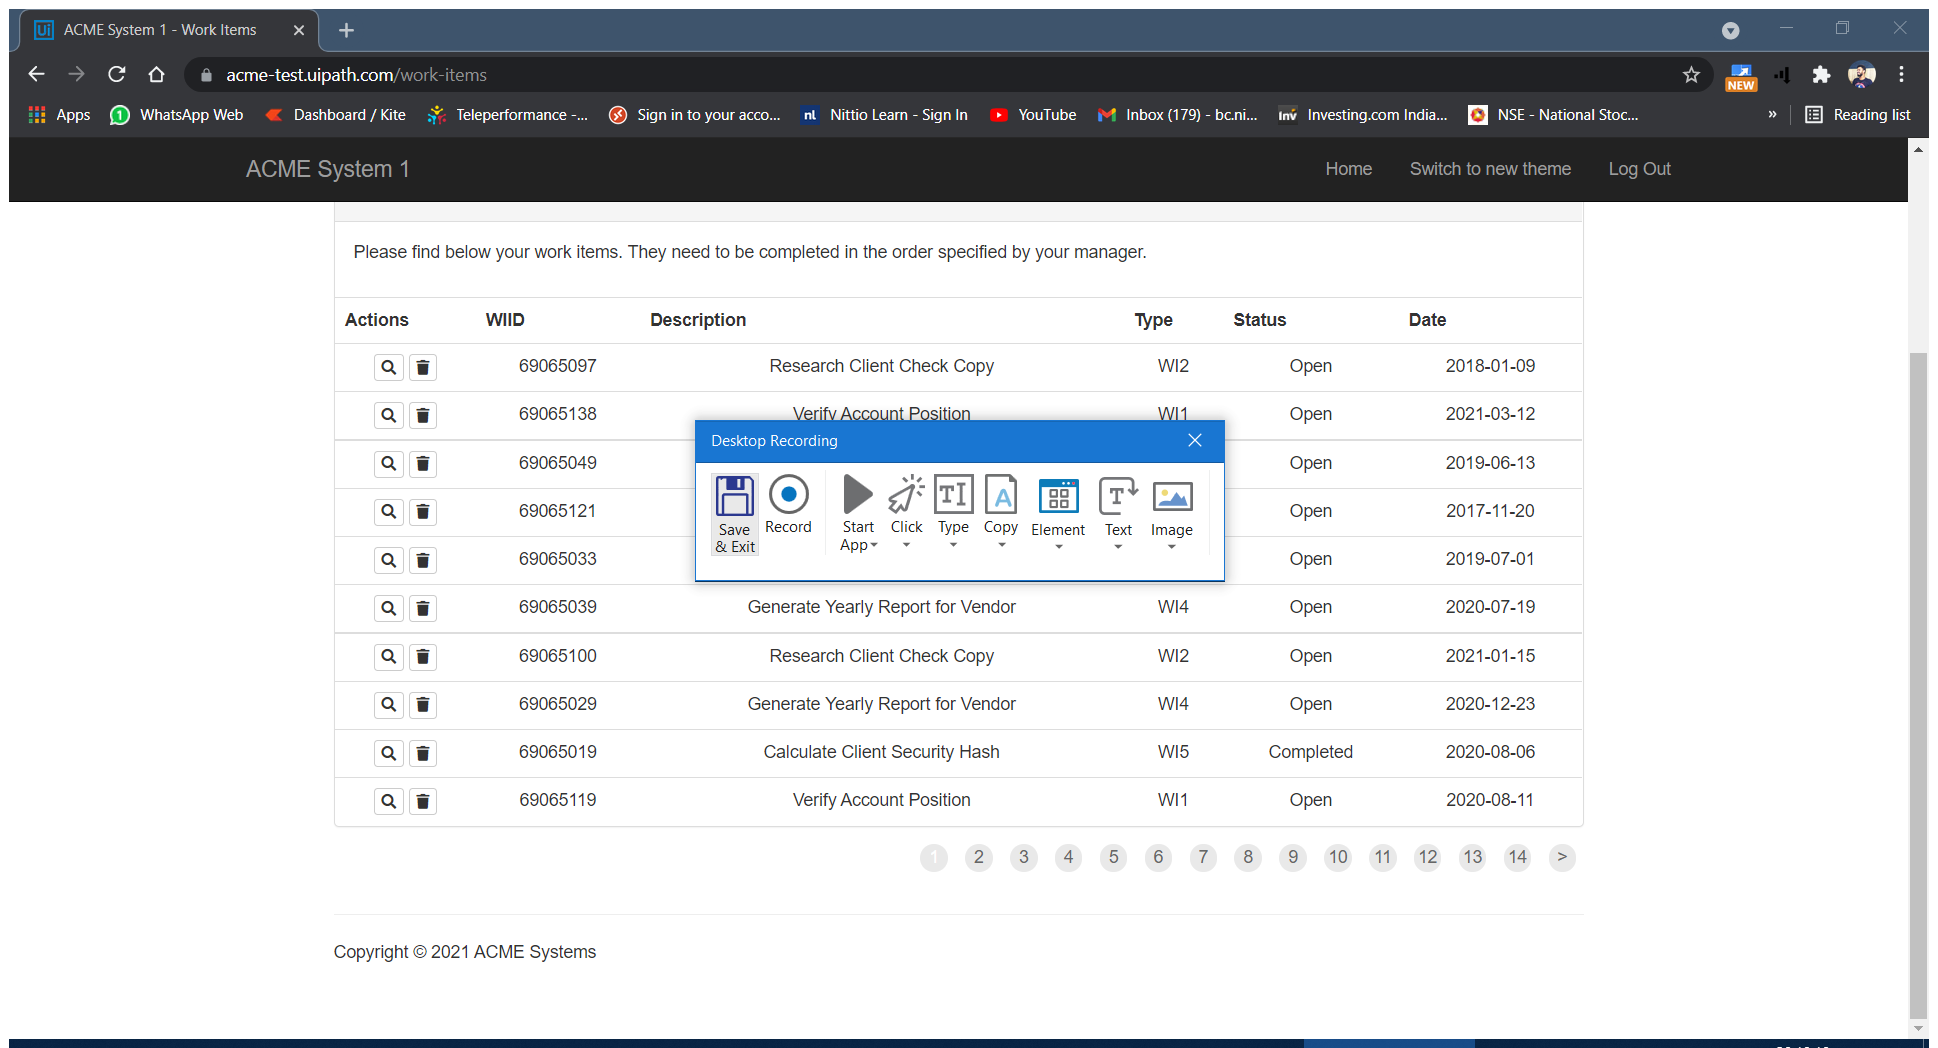 ACME System 1 - Work Items
acme-test.uipath.com/work-items
NEW
Apps
1 WhatsApp Web
Dashboard / Kite
Teleperformance -...
Sign in to your acco...
nl Nittio Learn - Sign In
YouTube
Inbox (179) - bc.ni...
Inv Investing.com India...
NSE - National Stoc...
»
Reading list
ACME System 1 Home Switch to new theme Log Out
Please find below your work items. They need to be completed in the order specified by your manager.
Actions WIID Description Type Status Date
69065097 Research Client Check Copy WI2 Open 2018-01-09
69065138 Verify Account Position WI1 Open 2021-03-12
69065049 Open 2019-06-13
69065121 Open 2017-11-20
69065033 Open 2019-07-01
69065039 Generate Yearly Report for Vendor WI4 Open 2020-07-19
69065100 Research Client Check Copy WI2 Open 2021-01-15
69065029 Generate Yearly Report for Vendor WI4 Open 2020-12-23
69065019 Calculate Client Security Hash WI5 Completed 2020-08-06
69065119 Verify Account Position WI1 Open 2020-08-11
Desktop Recording
Save & Exit
Record
Start App
Click
Type
Copy
Element
Text
Image
1 2 3 4 5 6 7 8 9 10 11 12 13 14 >
Copyright © 2021 ACME Systems